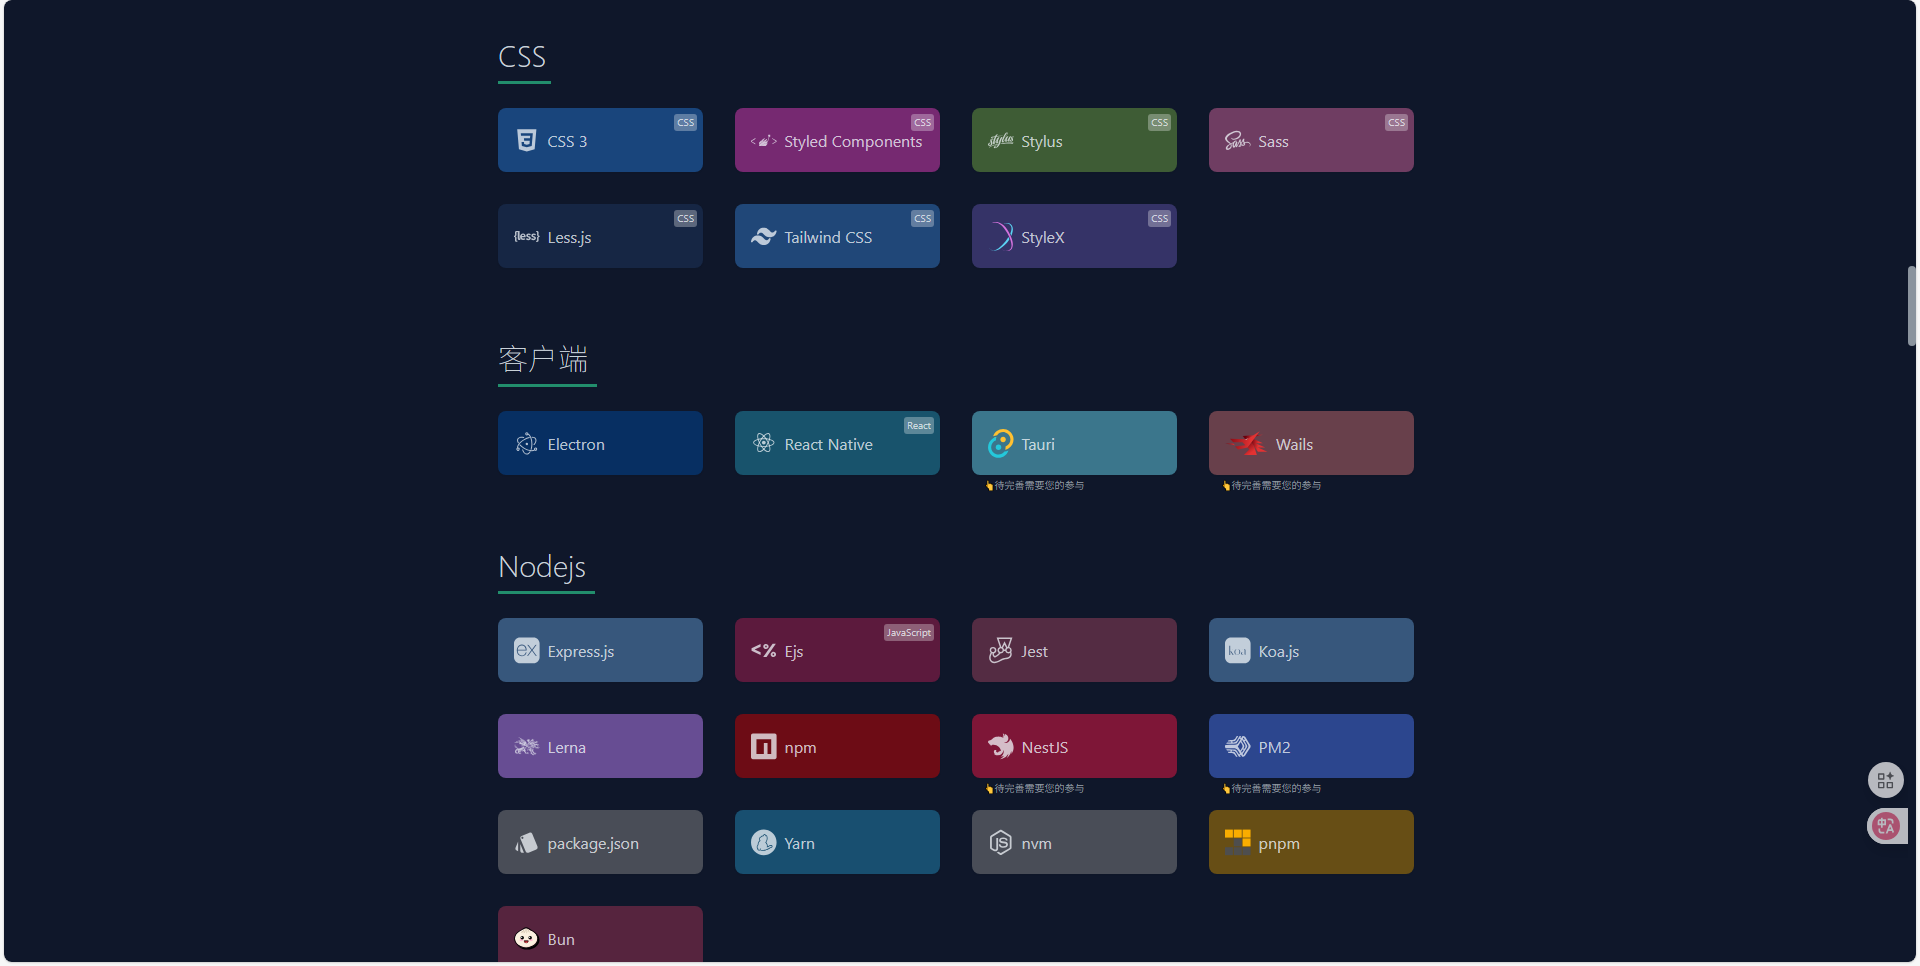 CSS
CSS
CSS 3
CSS
Styled Components
CSS
Stylus
CSS
Sass
CSS
{less} Less.js
CSS
Tailwind CSS
CSS
StyleX
客户端
Electron
React
React Native
Tauri
Wails
👆待完善需要您的参与
👆待完善需要您的参与
Nodejs
ex Express.js
JavaScript
<% Ejs
Jest
koa Koa.js
Lerna
npm
NestJS
PM2
👆待完善需要您的参与
👆待完善需要您的参与
package.json
Yarn
JS nvm
pnpm
Bun